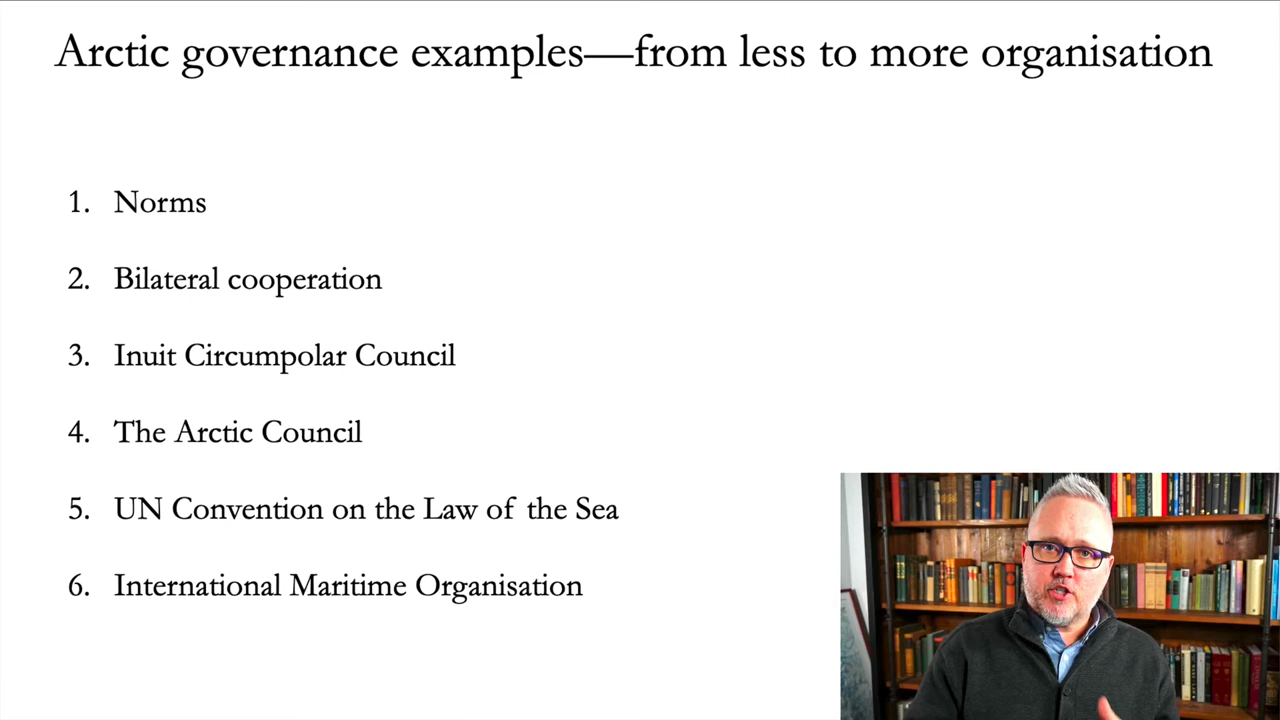 Arctic governance examples—from less to more organisation
1. Norms
2. Bilateral cooperation
3. Inuit Circumpolar Council
4. The Arctic Council
5. UN Convention on the Law of the Sea
6. International Maritime Organisation